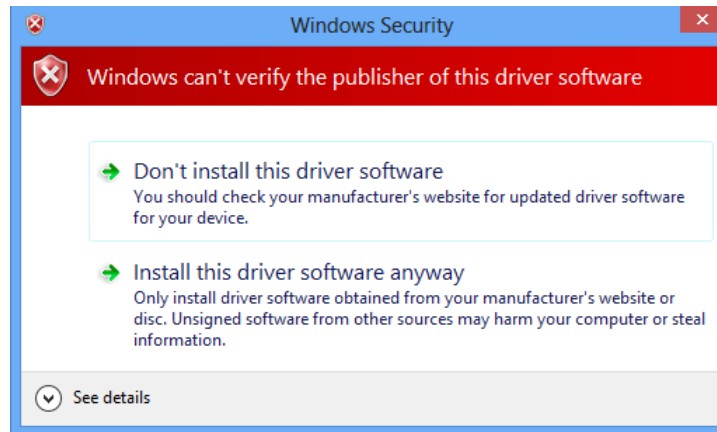 Windows Security
Windows can't verify the publisher of this driver software
Don't install this driver software
You should check your manufacturer's website for updated driver software
for your device.
Install this driver software anyway
Only install driver software obtained from your manufacturer's website or
disc. Unsigned software from other sources may harm your computer or steal
information.
See details